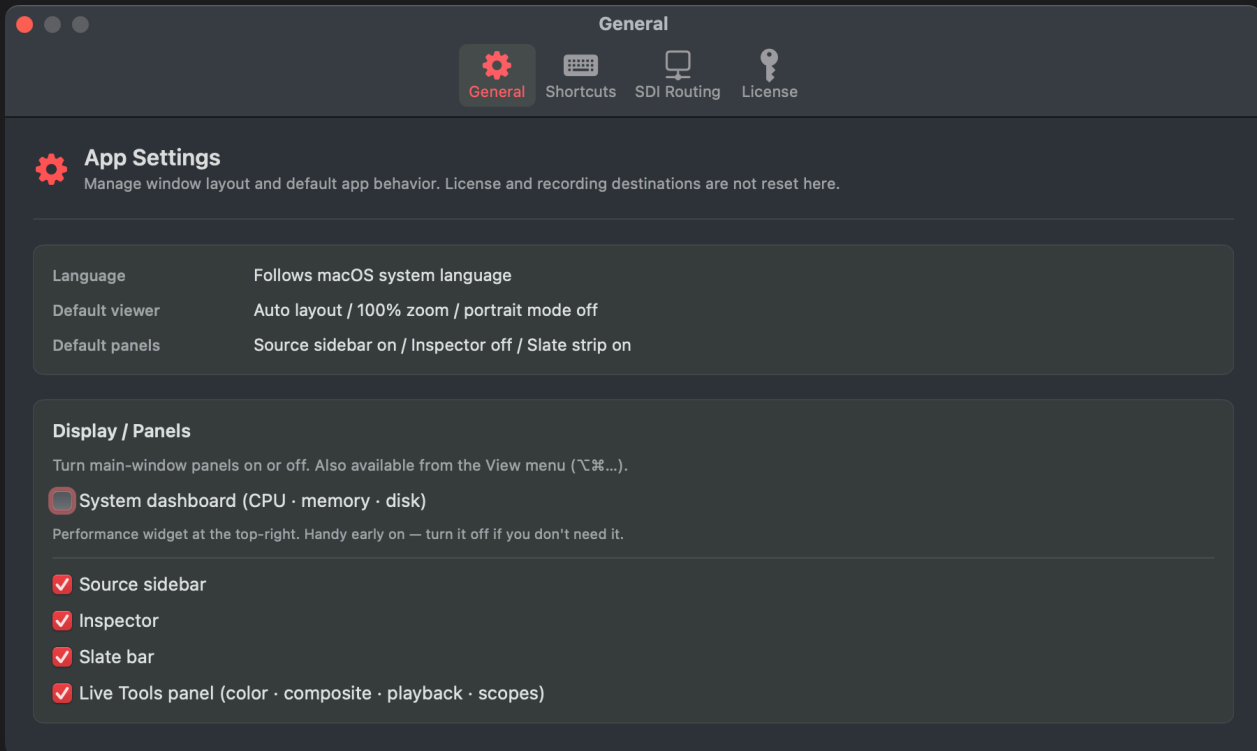 General
General
Shortcuts
SDI Routing
License
App Settings
Manage window layout and default app behavior. License and recording destinations are not reset here.
Language
Follows macOS system language
Default viewer
Auto layout / 100% zoom / portrait mode off
Default panels
Source sidebar on / Inspector off / Slate strip on
Display / Panels
Turn main-window panels on or off. Also available from the View menu (⌥⌘…).
System dashboard (CPU · memory · disk)
Performance widget at the top-right. Handy early on — turn it off if you don't need it.
Source sidebar
Inspector
Slate bar
Live Tools panel (color · composite · playback · scopes)